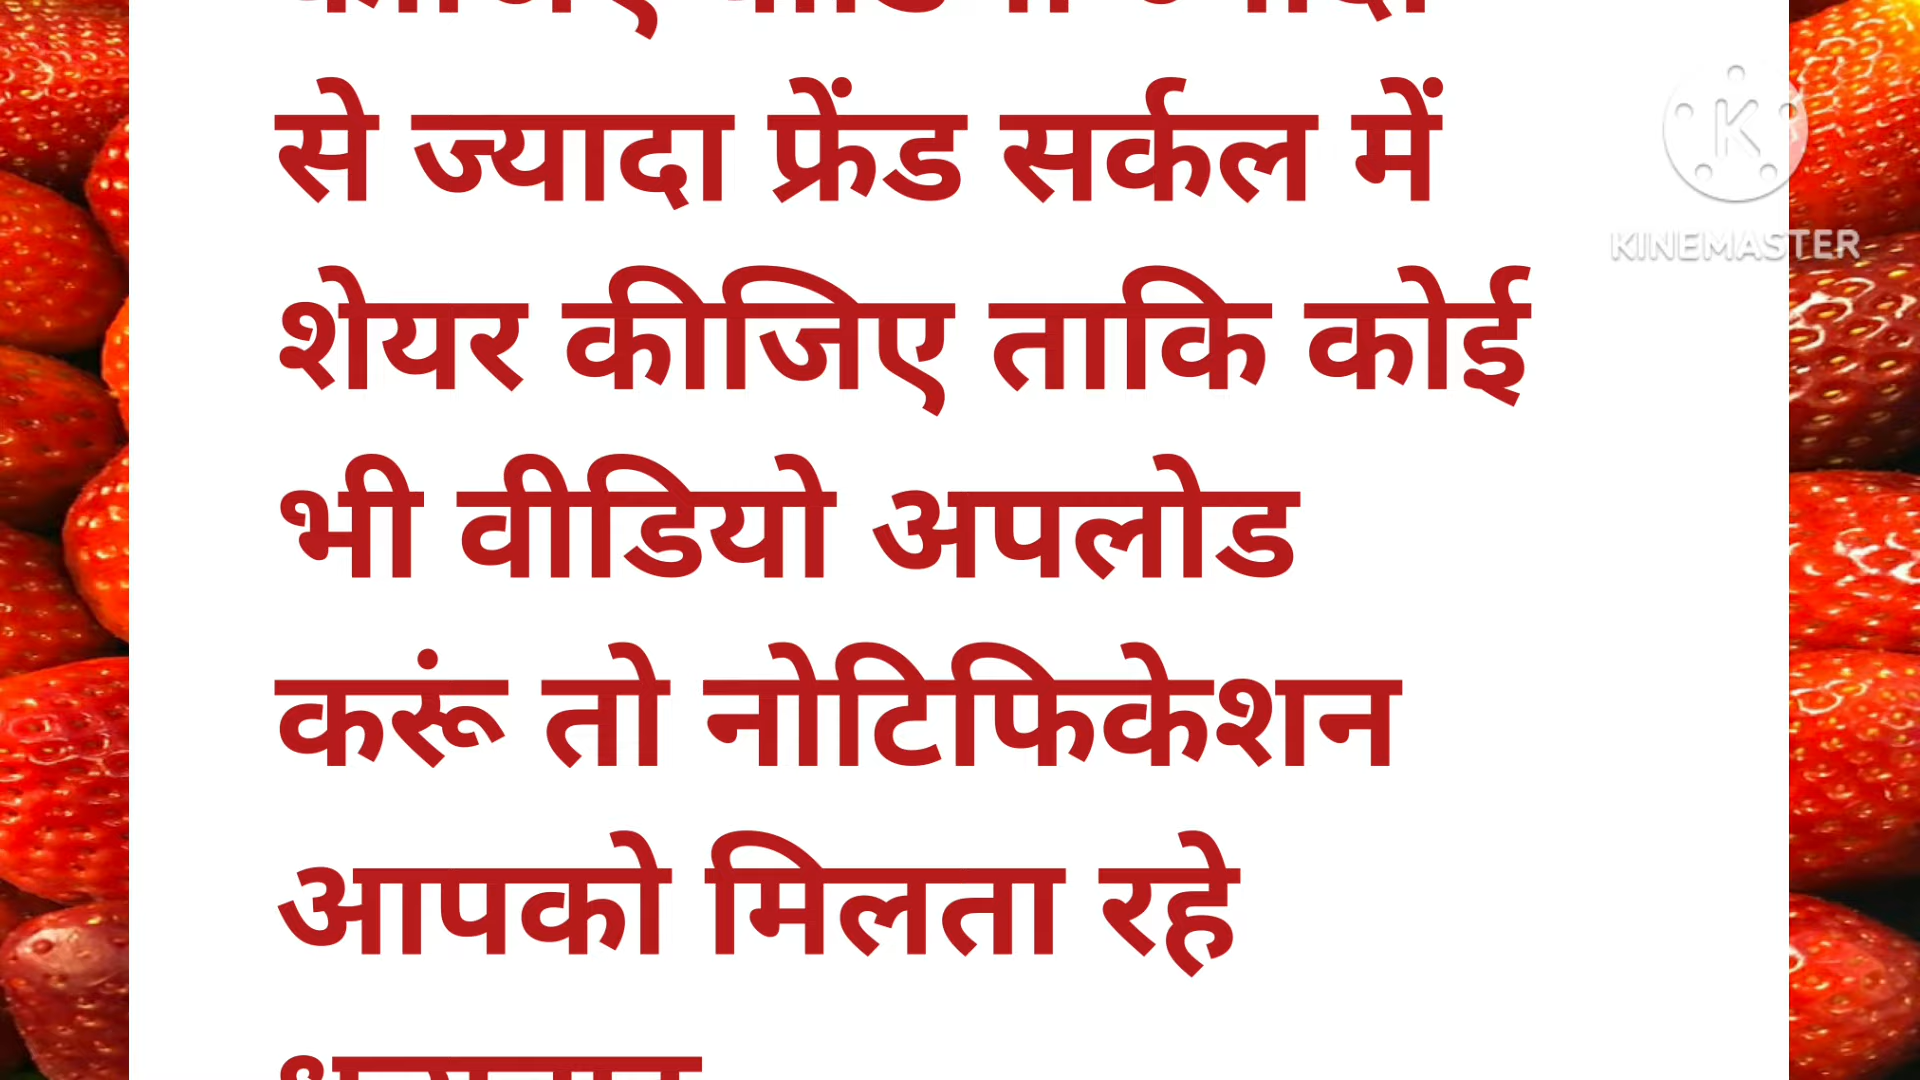 से ज्यादा फ्रेंड सर्कल में
शेयर कीजिए ताकि कोई
भी वीडियो अपलोड
करूं तो नोटिफिकेशन
आपको मिलता रहे
KINEMASTER